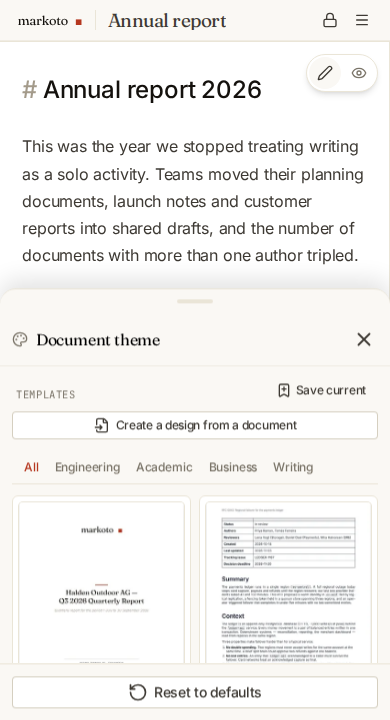 markoto
Annual report
# Annual report 2026
This was the year we stopped treating writing
as a solo activity. Teams moved their planning
documents, launch notes and customer
reports into shared drafts, and the number of
documents with more than one author tripled.
Document theme
TEMPLATES
Save current
Create a design from a document
All Engineering Academic Business Writing
markoto
Halden Outdoor AG —
Q3 2026 Quarterly Report
Summary
Context
Reset to defaults